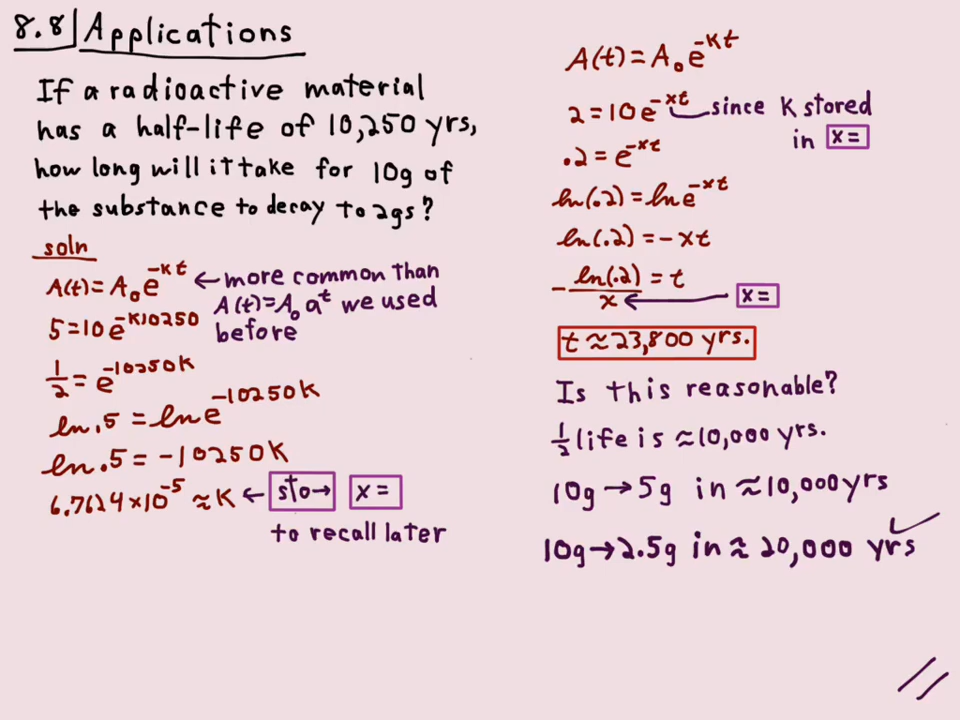 8.8 Applications
If a radioactive material
has a half-life of 10,250 yrs,
how long will it take for 10g of
the substance to decay to 2gs?
soln
A(t)=A₀e^-kt ← more common than
A(t)=A₀a^t we used
before
5=10e^-k10250
1/2=e^-10250k
ln.5=lne^-10250k
ln.5=-10250k
6.7624×10^-5≈K ← sto→ x=
to recall later
A(t)=A₀e^-kt
2=10e^-xt since K stored
in x=
.2=e^-xt
ln(.2)=lne^-xt
ln(.2)=-xt
-ln(.2)/x=t ← x=
t≈23,800 yrs.
Is this reasonable?
1/2 life is ≈10,000 yrs.
10g→5g in ≈10,000yrs
10g→2.5g in ≈ 20,000 yrs ✓